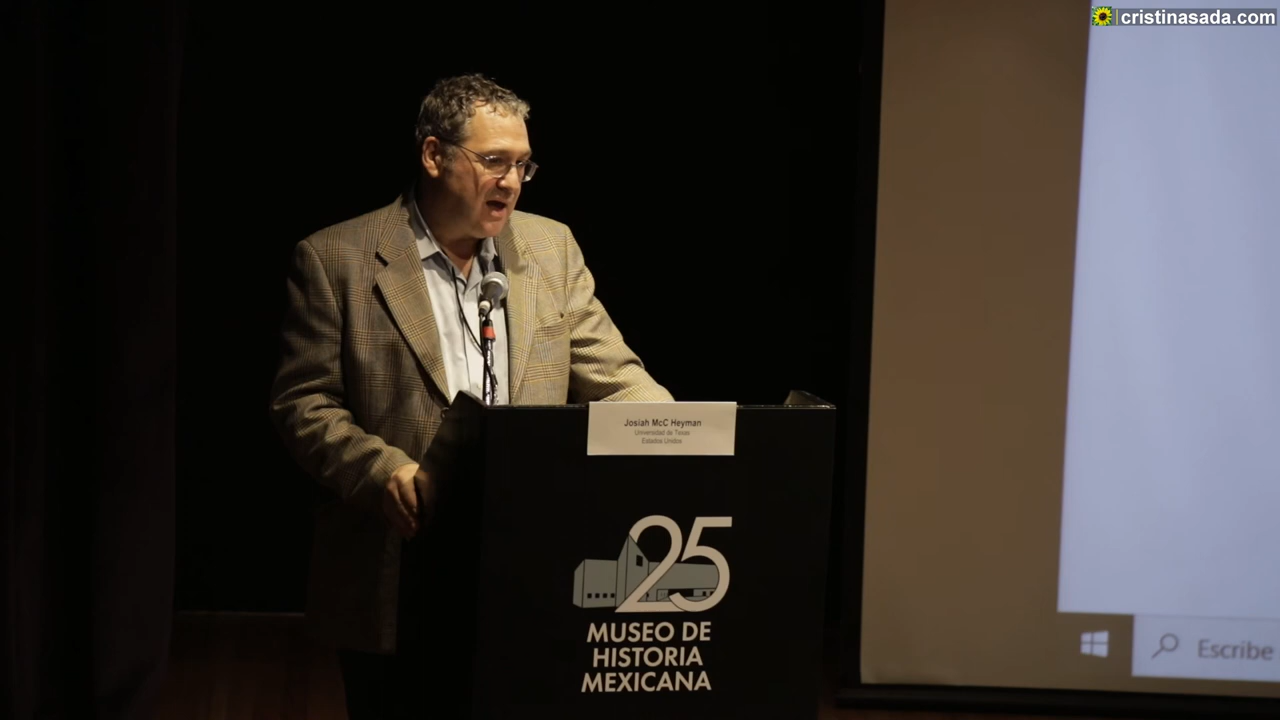 cristinasada.com
Josiah McC Heyman
Universidad de Texas
Estados Unidos
25
MUSEO DE
HISTORIA
MEXICANA
Escribe